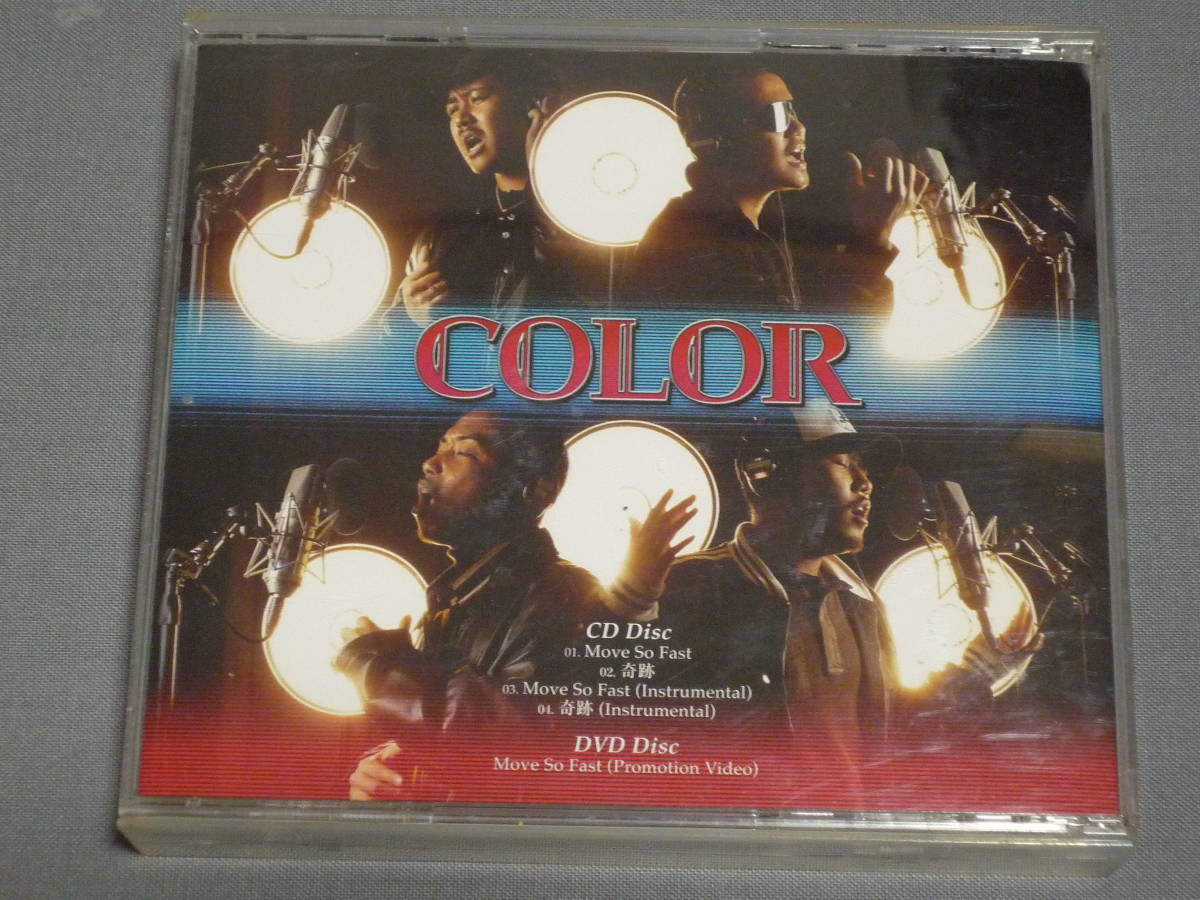 COLOR
CD Disc
01. Move So Fast
02. 奇跡
03. Move So Fast (Instrumental)
04. 奇跡 (Instrumental)
DVD Disc
Move So Fast (Promotion Video)